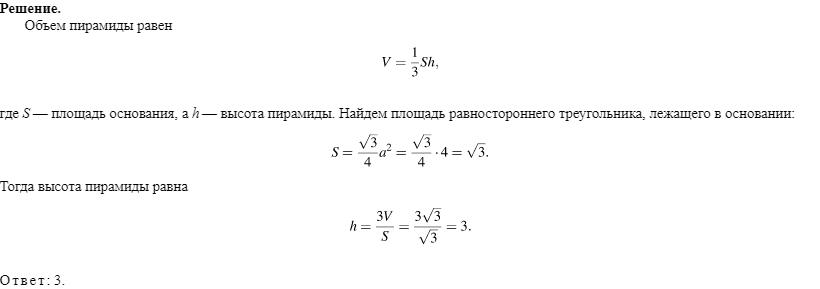 Решение.
Объем пирамиды равен
V = \frac{1}{3}Sh,
где S — площадь основания, а h — высота пирамиды. Найдем площадь равностороннего треугольника, лежащего в основании:
S = \frac{\sqrt{3}}{4}a^2 = \frac{\sqrt{3}}{4} \cdot 4 = \sqrt{3}.
Тогда высота пирамиды равна
h = \frac{3V}{S} = \frac{3\sqrt{3}}{\sqrt{3}} = 3.
Ответ: 3.